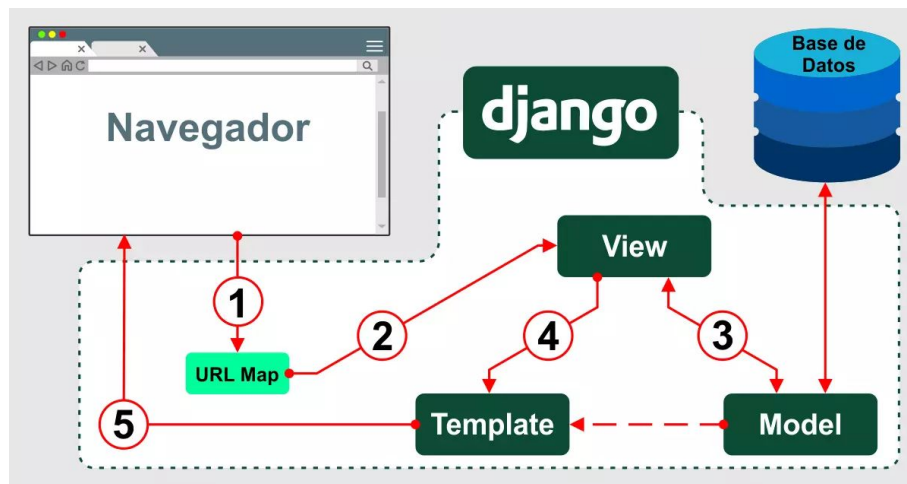 Navegador
django
Base de
Datos
View
1
2
4
3
URL Map
5
Template
Model